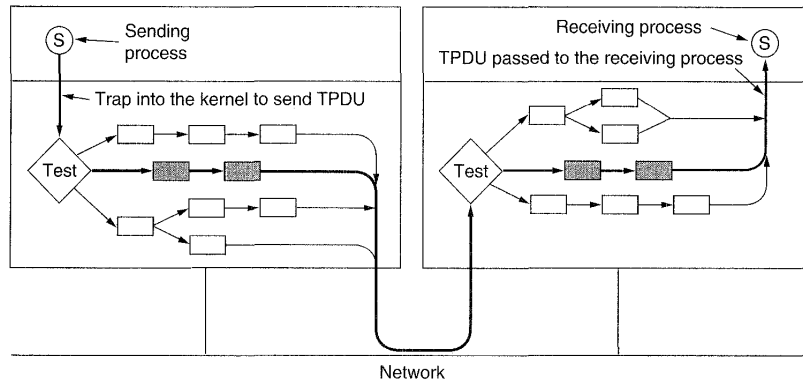 S
Sending
process
Trap into the kernel to send TPDU
Test
Receiving process
S
TPDU passed to the receiving process
Test
Network